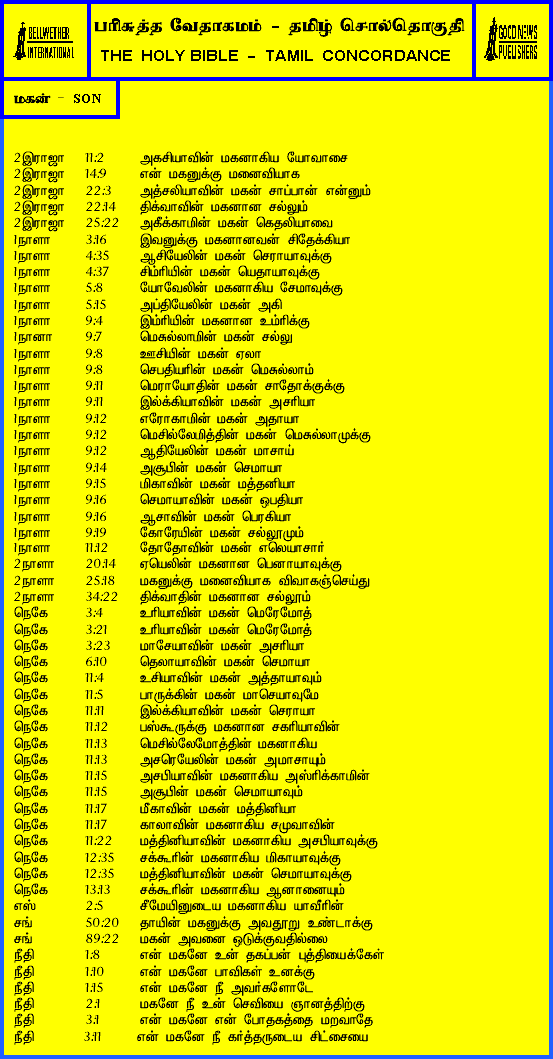 BELLWETHER INTERNATIONAL
பரிசுத்த வேதாகமம் - தமிழ் சொல்தொகுதி
THE HOLY BIBLE - TAMIL CONCORDANCE
GOOD NEWS PUBLISHERS
மகன் - SON
2இராஜா 11:2 அகசியாவின் மகனாகிய யோவாசை
2இராஜா 14:9 என் மகனுக்கு மனைவியாக
2இராஜா 22:3 அத்சலியாவின் மகன் சாப்பான் என்னும்
2இராஜா 22:14 திக்வாவின் மகனான சல்லும்
2இராஜா 25:22 அகீக்காமின் மகன் கெதலியாவை
1நாளா 3:16 இவனுக்கு மகனானவன் சிதேக்கியா
1நாளா 4:35 ஆசியேலின் மகன் செராயாவுக்கு
1நாளா 4:37 சிம்ரியின் மகன் யெதாயாவுக்கு
1நாளா 5:8 யோவேலின் மகனாகிய சேமாவுக்கு
1நாளா 5:15 அப்தியேலின் மகன் அகி
1நாளா 9:4 இம்ரியின் மகனான உம்ரிக்கு
1நானா 9:7 மெசுல்லாமின் மகன் சல்லு
1நாளா 9:8 ஊசியின் மகன் ஏலா
1நாளா 9:8 செபதியாின் மகன் மெசுல்லாம்
1நாளா 9:11 மெராயோதின் மகன் சாதோக்குக்கு
1நாளா 9:11 இல்க்கியாவின் மகன் அசரியா
1நாளா 9:12 எரோகாமின் மகன் அதாயா
1நாளா 9:12 மெசில்லேமித்தின் மகன் மெசுல்லாமுக்கு
1நாளா 9:12 ஆதியேலின் மகன் மாசாய்
1நாளா 9:14 அசூபின் மகன் செமாயா
1நாளா 9:15 மிகாவின் மகன் மத்தனியா
1நாளா 9:16 செமாயாவின் மகன் ஒபதியா
1நாளா 9:16 ஆசாவின் மகன் பெரகியா
1நாளா 9:19 கோரேயின் மகன் சல்லூமும்
1நாளா 11:12 தோதோவின் மகன் எலெயாசார்
2நாளா 20:14 ஏயெலின் மகனான பெனாயாவுக்கு
2நாளா 25:18 மகனுக்கு மனைவியாக விவாகஞ்செய்து
2நாளா 34:22 திக்வாதின் மகனான சல்லூம்
நெகே 3:4 உரியாவின் மகன் மெரேமோத்
நெகே 3:21 உரியாவின் மகன் மெரேமோத்
நெகே 3:23 மாசேயாவின் மகன் அசரியா
நெகே 6:10 தெலாயாவின் மகன் செமாயா
நெகே 11:4 உசியாவின் மகன் அத்தாயாவும்
நெகே 11:5 பாருக்கின் மகன் மாசெயாவுமே
நெகே 11:11 இல்க்கியாவின் மகன் செராயா
நெகே 11:12 பஸ்கூருக்கு மகனான சகரியாவின்
நெகே 11:13 மெசில்லேமோத்தின் மகனாகிய
நெகே 11:13 அசரெயேலின் மகன் அமாசாயும்
நெகே 11:15 அசபியாவின் மகனாகிய அஸ்ரிக்காமின்
நெகே 11:15 அசூபின் மகன் செமாயாவும்
நெகே 11:17 மீகாவின் மகன் மத்தினியா
நெகே 11:17 காலாவின் மகனாகிய சமுவாவின்
நெகே 11:22 மத்தினியாவின் மகனாகிய அசபியாவுக்கு
நெகே 12:35 சக்கூரின் மகனாகிய மிகாயாவுக்கு
நெகே 12:35 மத்தினியாவின் மகன் செமாயாவுக்கு
நெகே 13:13 சக்கூரின் மகனாகிய ஆனானையும்
எஸ் 2:5 சீமேயினுடைய மகனாகிய யாவீரின்
சங் 50:20 தாயின் மகனுக்கு அவதூறு உண்டாக்கு
சங் 89:22 மகன் அவனை ஒடுக்குவதில்லை
நீதி 1:8 என் மகனே உன் தகப்பன் புத்தியைக்கேள்
நீதி 1:10 என் மகனே பாவிகள் உனக்கு
நீதி 1:15 என் மகனே நீ அவர்களோடே
நீதி 2:1 மகனே நீ உன் செவியை ஞானத்திற்கு
நீதி 3:1 என் மகனே என் போதகத்தை மறவாதே
நீதி 3:11 என் மகனே நீ கர்த்தருடைய சிட்சையை